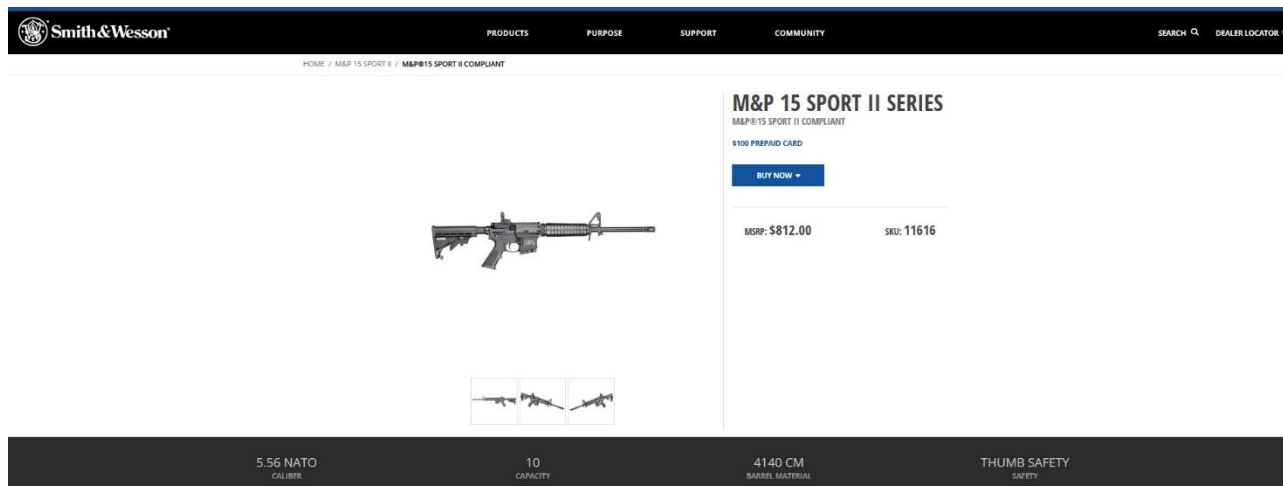 Smith & Wesson®
PRODUCTS PURPOSE SUPPORT COMMUNITY SEARCH DEALER LOCATOR
HOME / M&P 15 SPORT II / M&P®15 SPORT II COMPLIANT
M&P 15 SPORT II SERIES
M&P®15 SPORT II COMPLIANT
$100 PREPAID CARD
BUY NOW
MSRP: $812.00 SKU: 11616
5.56 NATO 10 4140 CM THUMB SAFETY
CALIBER CAPACITY BARREL MATERIAL SAFETY